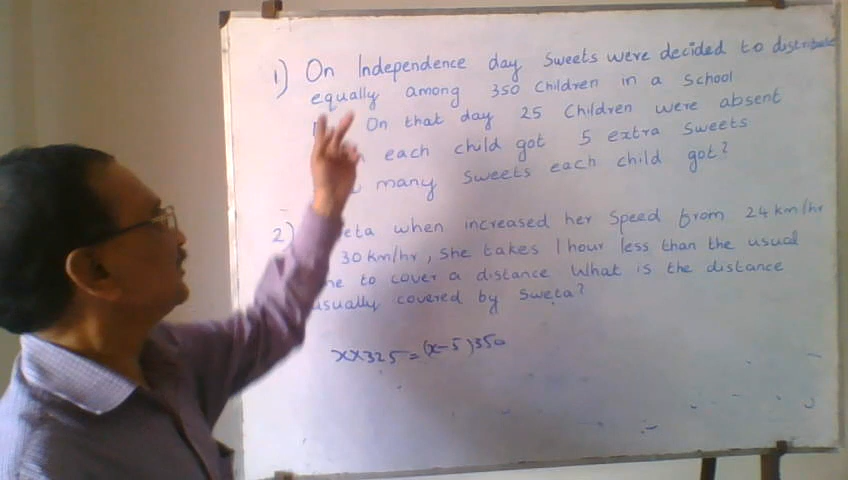 1) On Independence day Sweets were decided to distribute
equally among 350 Children in a School
On that day 25 Children were absent
each child got 5 extra Sweets
many Sweets each child got?
2) eta when increased her Speed from 24 km/hr
30 km/hr, she takes 1 hour less than the usual
me to cover a distance What is the distance
usually covered by Sweta?
x×325 = (x-5)350